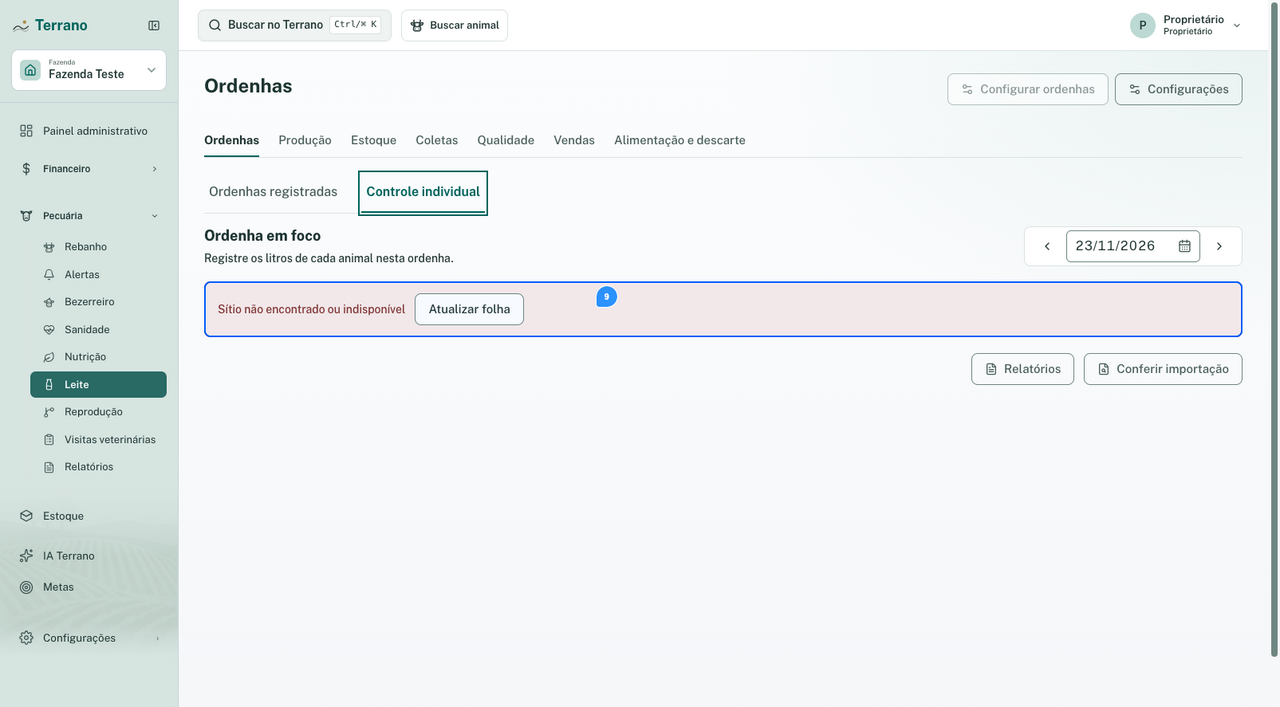 Terrano
Fazenda
Fazenda Teste
Painel administrativo
Financeiro
Pecuária
Rebanho
Alertas
Bezerreiro
Sanidade
Nutrição
Leite
Reprodução
Visitas veterinárias
Relatórios
Estoque
IA Terrano
Metas
Configurações
Buscar no Terrano Ctrl/⌘ K
Buscar animal
P
Proprietário
Proprietário
Ordenhas
Configurar ordenhas
Configurações
Ordenhas Produção Estoque Coletas Qualidade Vendas Alimentação e descarte
Ordenhas registradas Controle individual
Ordenha em foco
Registre os litros de cada animal nesta ordenha.
23/11/2026
9
Sítio não encontrado ou indisponível Atualizar folha
Relatórios Conferir importação